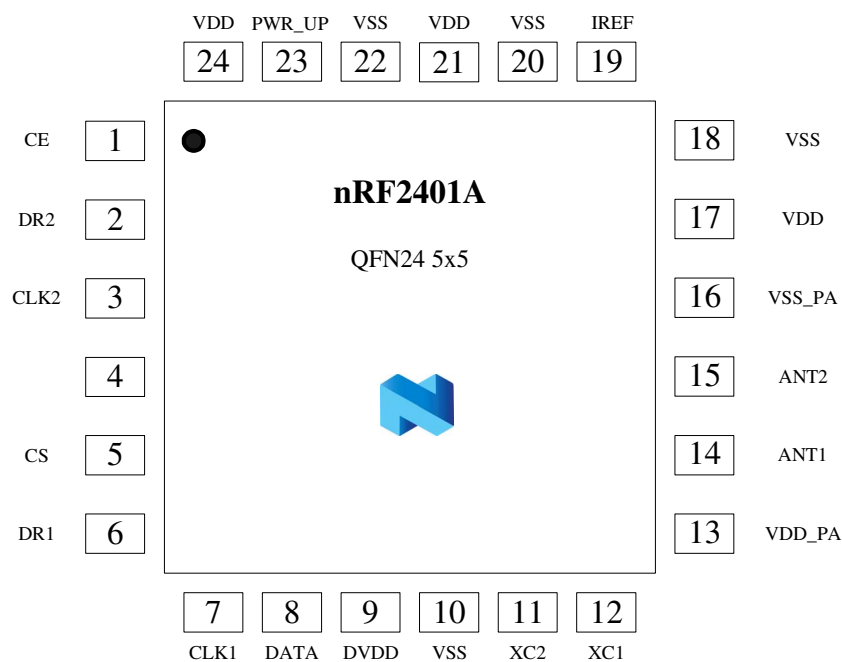 VDD PWR_UP VSS VDD VSS IREF
24 23 22 21 20 19
CE 1 18 VSS
nRF2401A
DR2 2 17 VDD
QFN24 5x5
CLK2 3 16 VSS_PA
4 15 ANT2
CS 5 14 ANT1
DR1 6 13 VDD_PA
7 8 9 10 11 12
CLK1 DATA DVDD VSS XC2 XC1